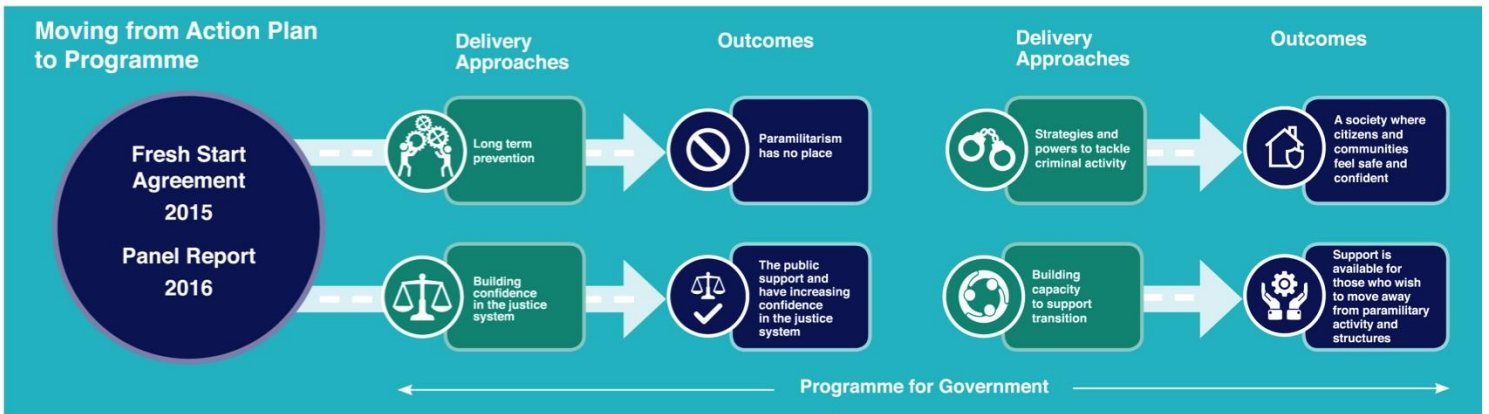 Moving from Action Plan
to Programme
Delivery
Approaches
Outcomes
Delivery
Approaches
Outcomes
Fresh Start
Agreement
2015
Panel Report
2016
Long term
prevention
Paramilitarism
has no place
Strategies and
powers to tackle
criminal activity
A society where
citizens and
communities
feel safe and
confident
Building
confidence
in the justice
system
The public
support and
have increasing
confidence
in the justice
system
Building
capacity
to support
transition
Support is
available for
those who wish
to move away
from paramilitary
activity and
structures
Programme for Government